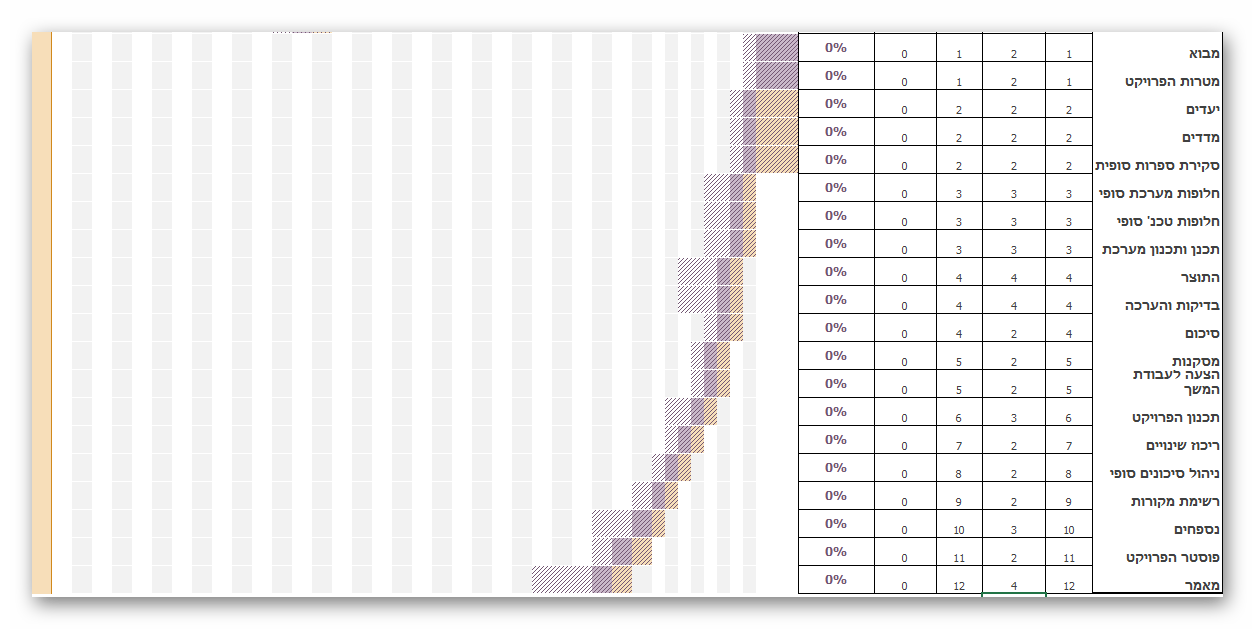 מבוא 1 2 1 0 0%
מטרות הפרויקט 1 2 1 0 0%
יעדים 2 2 2 0 0%
מדדים 2 2 2 0 0%
סקירת ספרות סופית 2 2 2 0 0%
חלופות מערכת סופי 3 3 3 0 0%
חלופות טכנ' סופי 3 3 3 0 0%
תכנן ותכנון מערכת 3 3 3 0 0%
התוצר 4 4 4 0 0%
בדיקות והערכה 4 4 4 0 0%
סיכום 4 2 4 0 0%
מסקנות 5 2 5 0 0%
הצעה לעבודת
המשך 5 2 5 0 0%
תכנון הפרויקט 6 3 6 0 0%
ריכוז שינויים 7 2 7 0 0%
ניהול סיכונים סופי 8 2 8 0 0%
רשימת מקורות 9 2 9 0 0%
נספחים 10 3 10 0 0%
פוסטר הפרויקט 11 2 11 0 0%
מאמר 12 4 12 0 0%